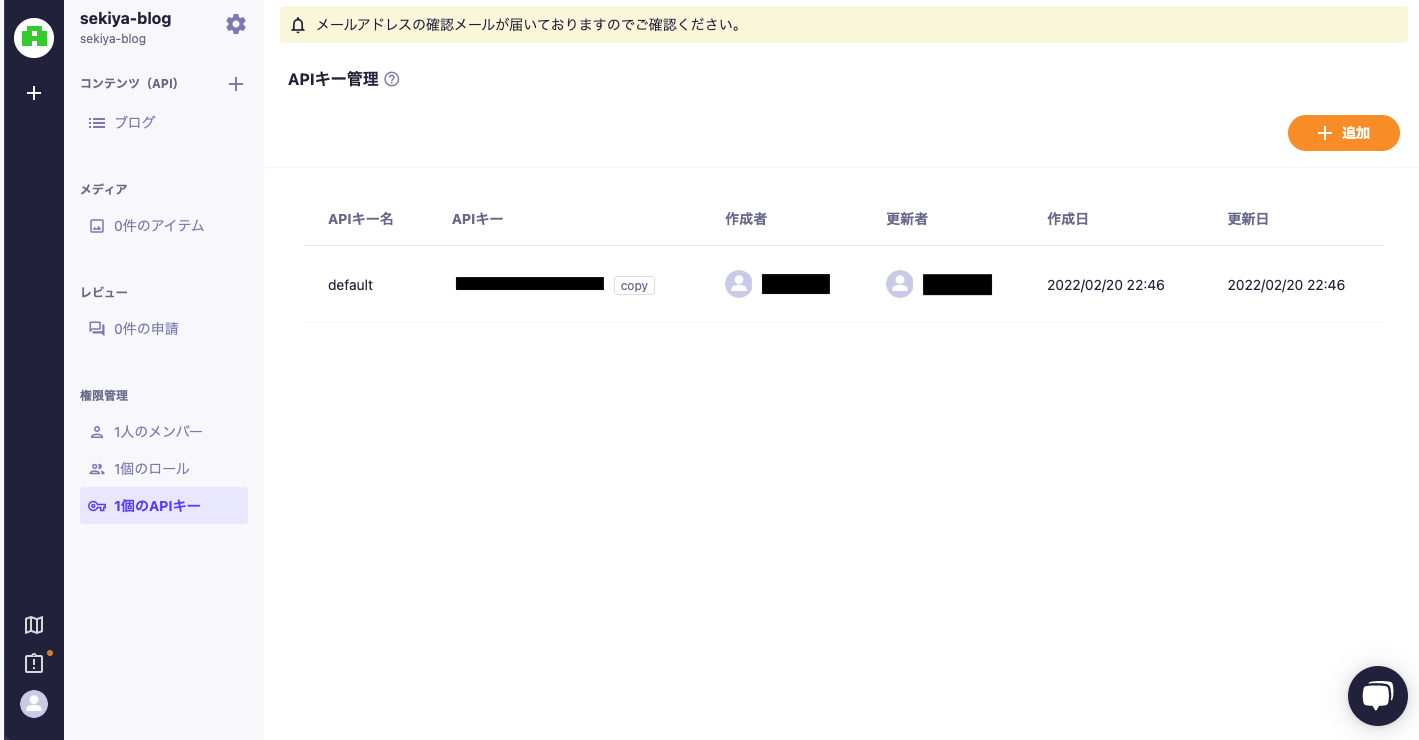 sekiya-blog
sekiya-blog
コンテンツ（API）
ブログ
メディア
0件のアイテム
レビュー
0件の申請
権限管理
1人のメンバー
1個のロール
1個のAPIキー
メールアドレスの確認メールが届いておりますのでご確認ください。
APIキー管理
追加
APIキー名 APIキー 作成者 更新者 作成日 更新日
default copy 2022/02/20 22:46 2022/02/20 22:46